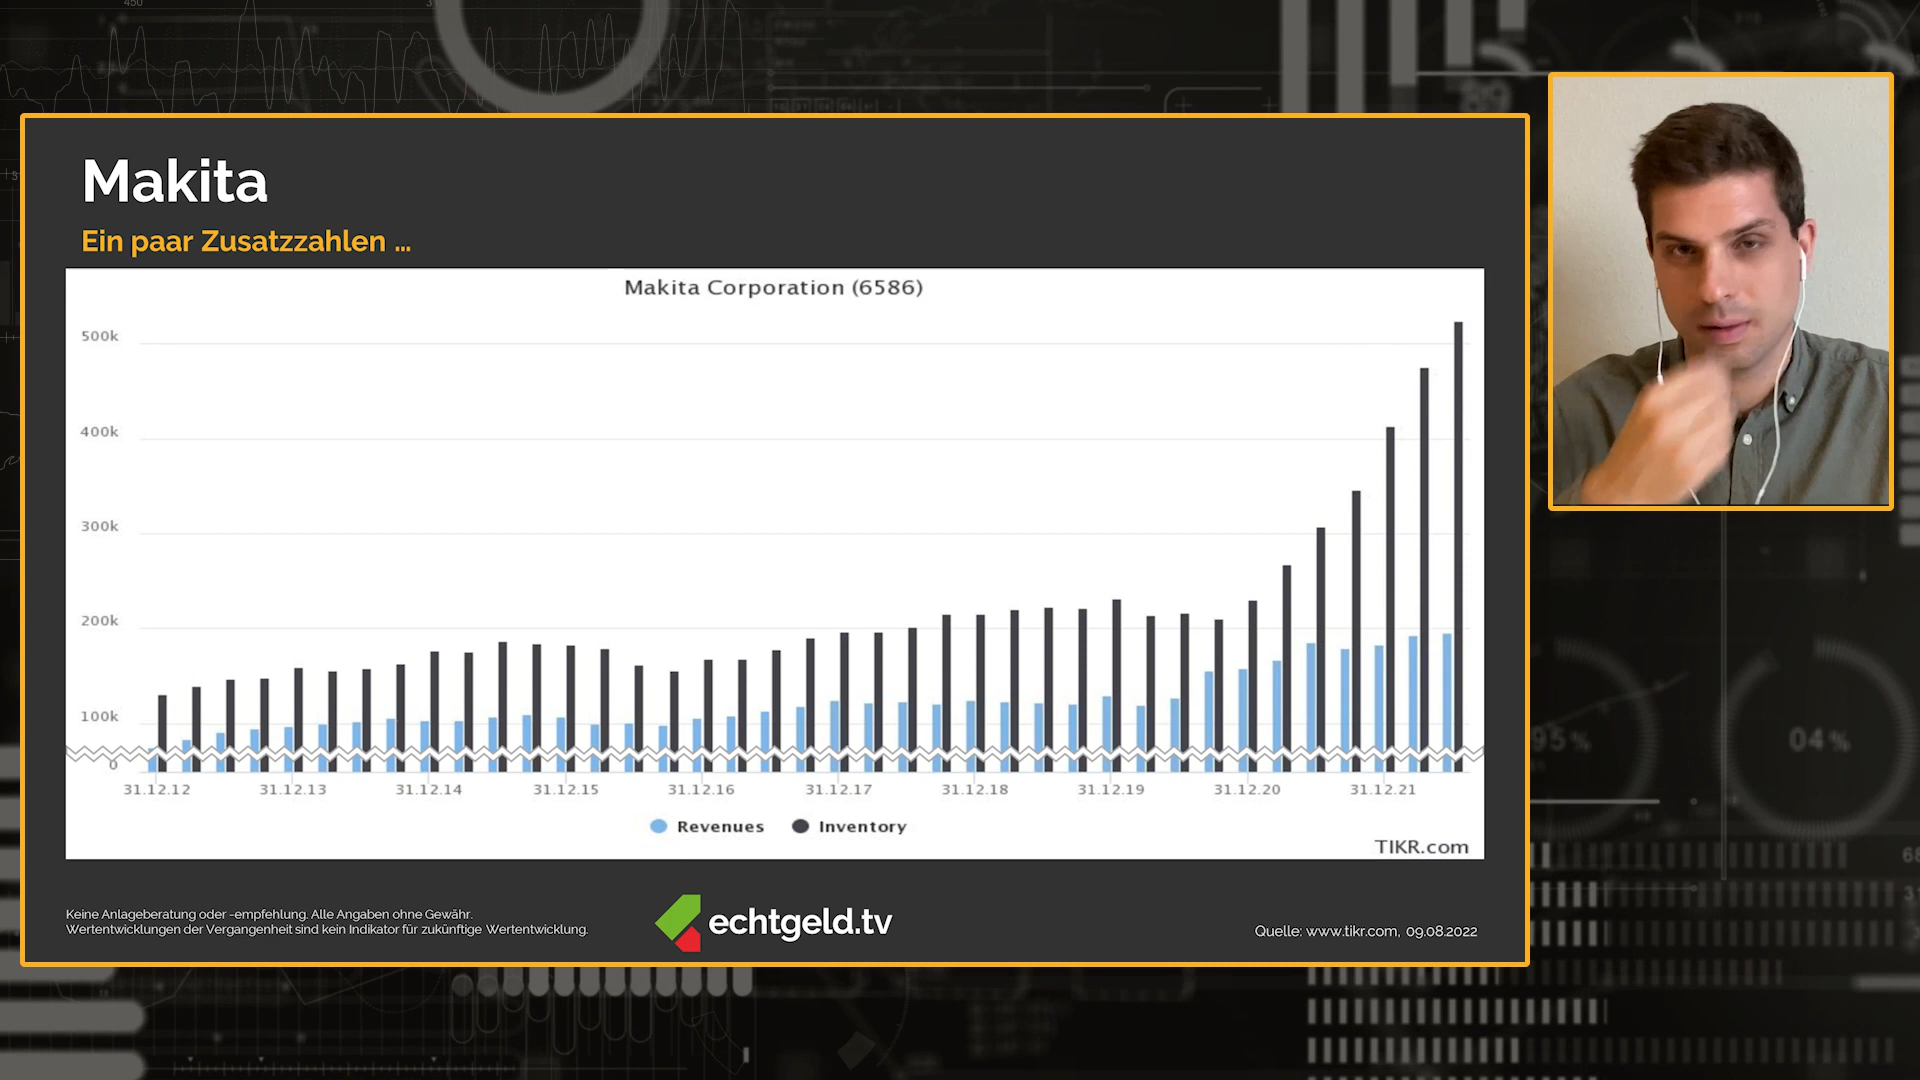 Makita
Ein paar Zusatzzahlen ...
Makita Corporation (6586)
500k
400k
300k
200k
100k
0
31.12.12 31.12.13 31.12.14 31.12.15 31.12.16 31.12.17 31.12.18 31.12.19 31.12.20 31.12.21
Revenues Inventory
TIKR.com
Keine Anlageberatung oder -empfehlung. Alle Angaben ohne Gewähr.
Wertentwicklungen der Vergangenheit sind kein Indikator für zukünftige Wertentwicklung.
echtgeld.tv
Quelle: www.tikr.com, 09.08.2022
89
95%
04%